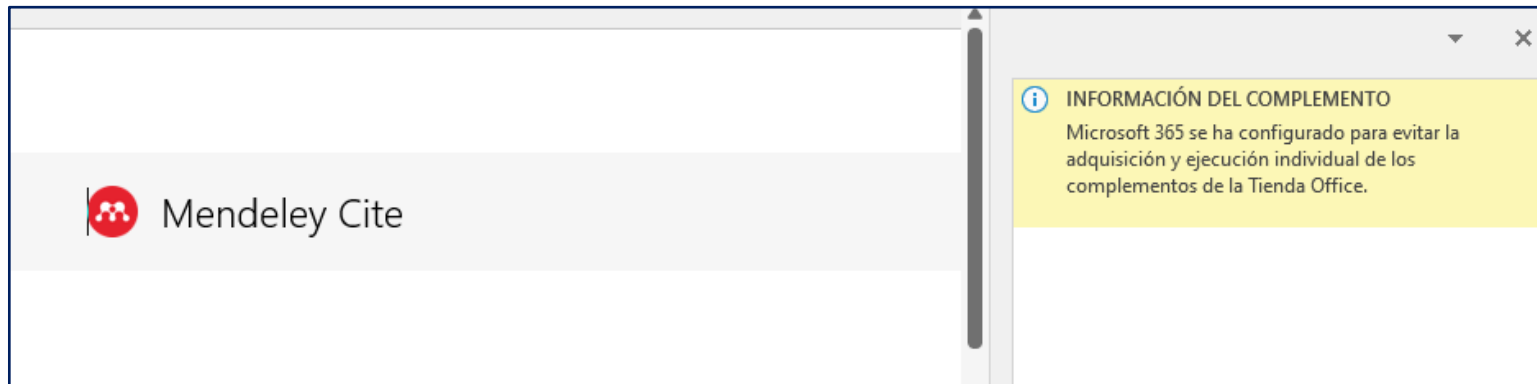 Mendeley Cite
INFORMACIÓN DEL COMPLEMENTO
Microsoft 365 se ha configurado para evitar la
adquisición y ejecución individual de los
complementos de la Tienda Office.